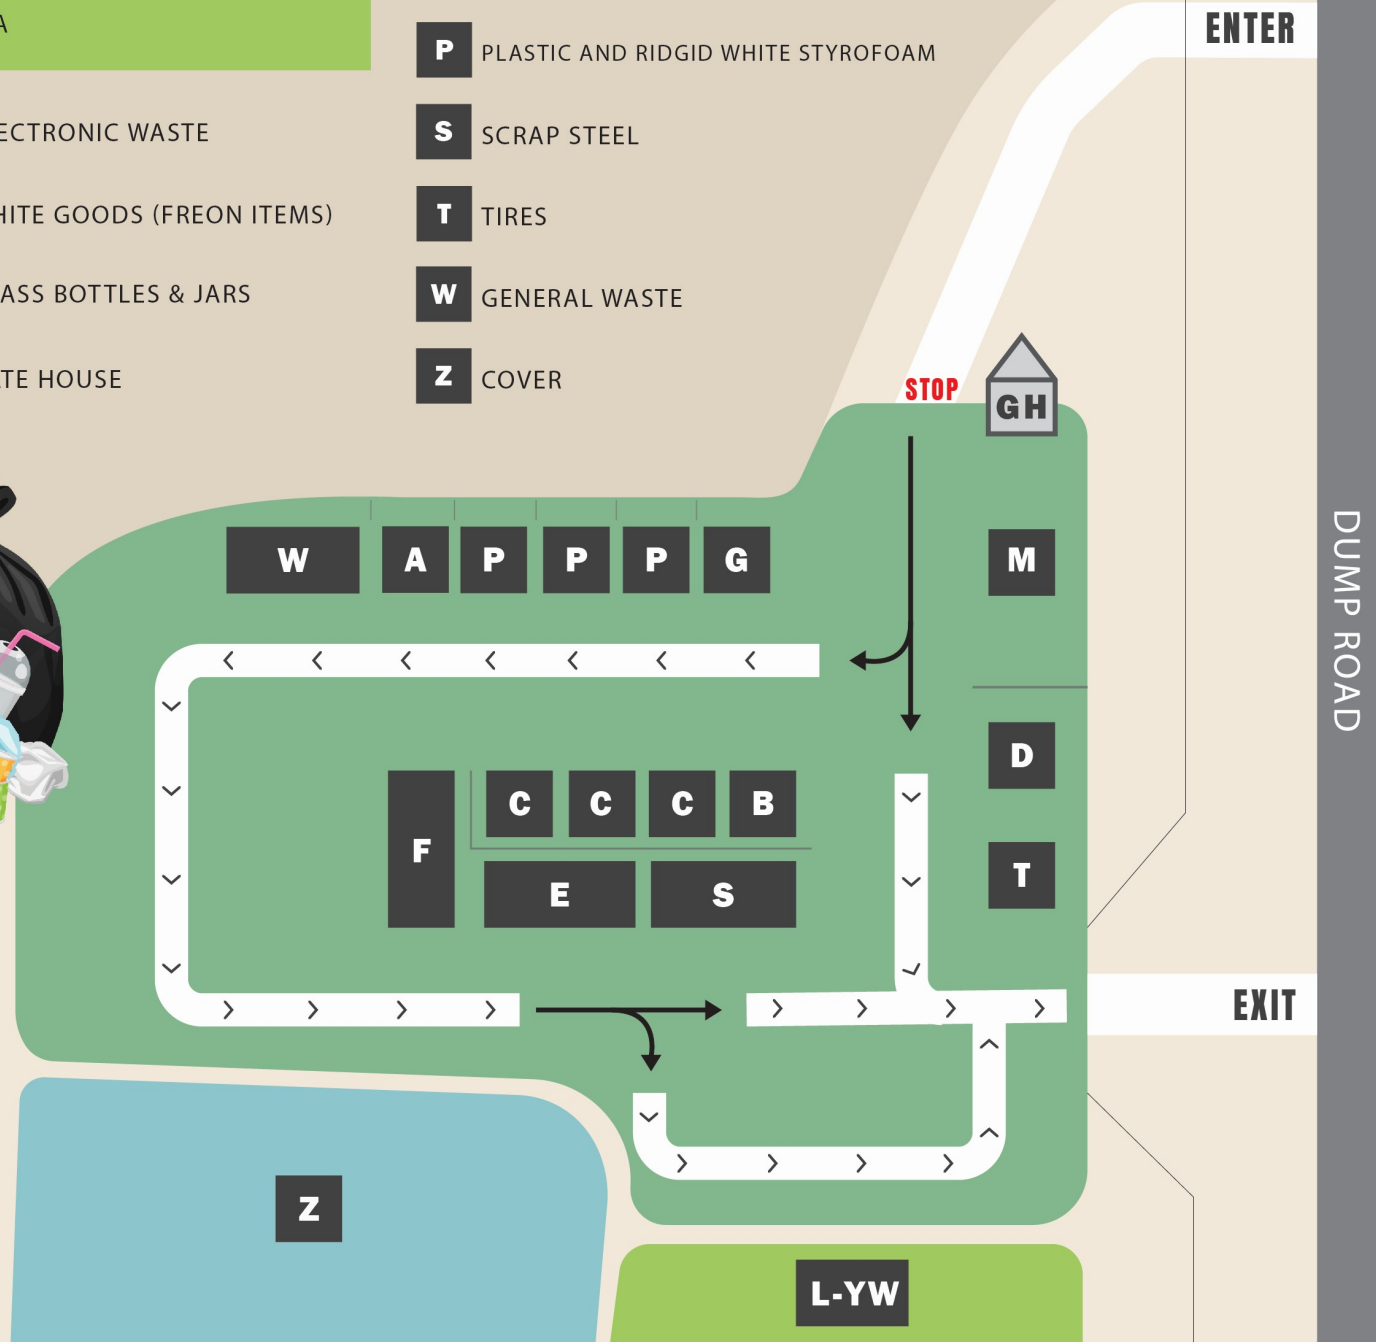 A
ENTER
P PLASTIC AND RIDGID WHITE STYROFOAM
ECTRONIC WASTE
S SCRAP STEEL
HITE GOODS (FREON ITEMS)
T TIRES
ASS BOTTLES & JARS
W GENERAL WASTE
TE HOUSE
Z COVER
STOP
GH
W A P P P G
M
DUMP ROAD
D
F
C C C B
E S
T
EXIT
Z
L-YW